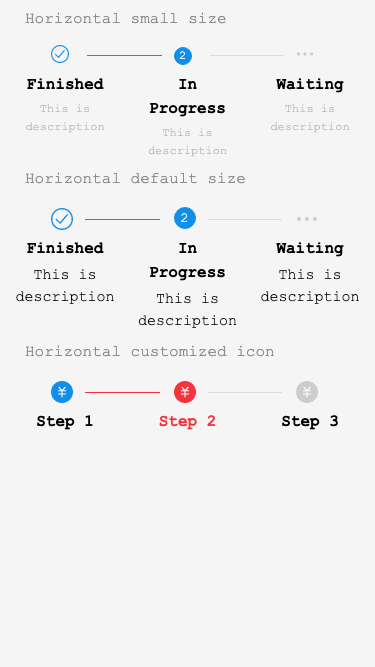 Horizontal small size
2 ···
Finished In Waiting
Progress
This is This is
description description
This is
description
Horizontal default size
2 ···
Finished In Waiting
Progress
This is This is
description description
This is
description
Horizontal customized icon
¥ ¥ ¥
Step 1 Step 2 Step 3